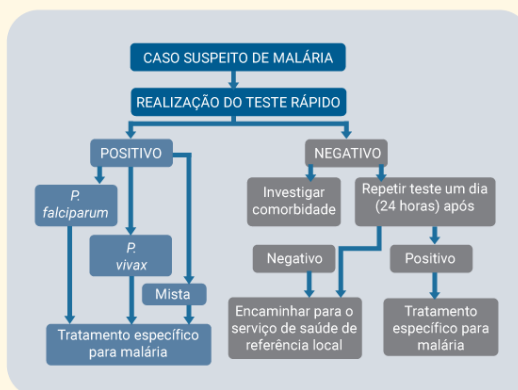 CASO SUSPEITO DE MALÁRIA
REALIZAÇÃO DO TESTE RÁPIDO
POSITIVO
NEGATIVO
P.
falciparum
P.
vivax
Mista
Tratamento específico
para malária
Investigar
comorbidade
Repetir teste um dia
(24 horas) após
Negativo
Positivo
Encaminhar para o
serviço de saúde de
referência local
Tratamento
específico para
malária